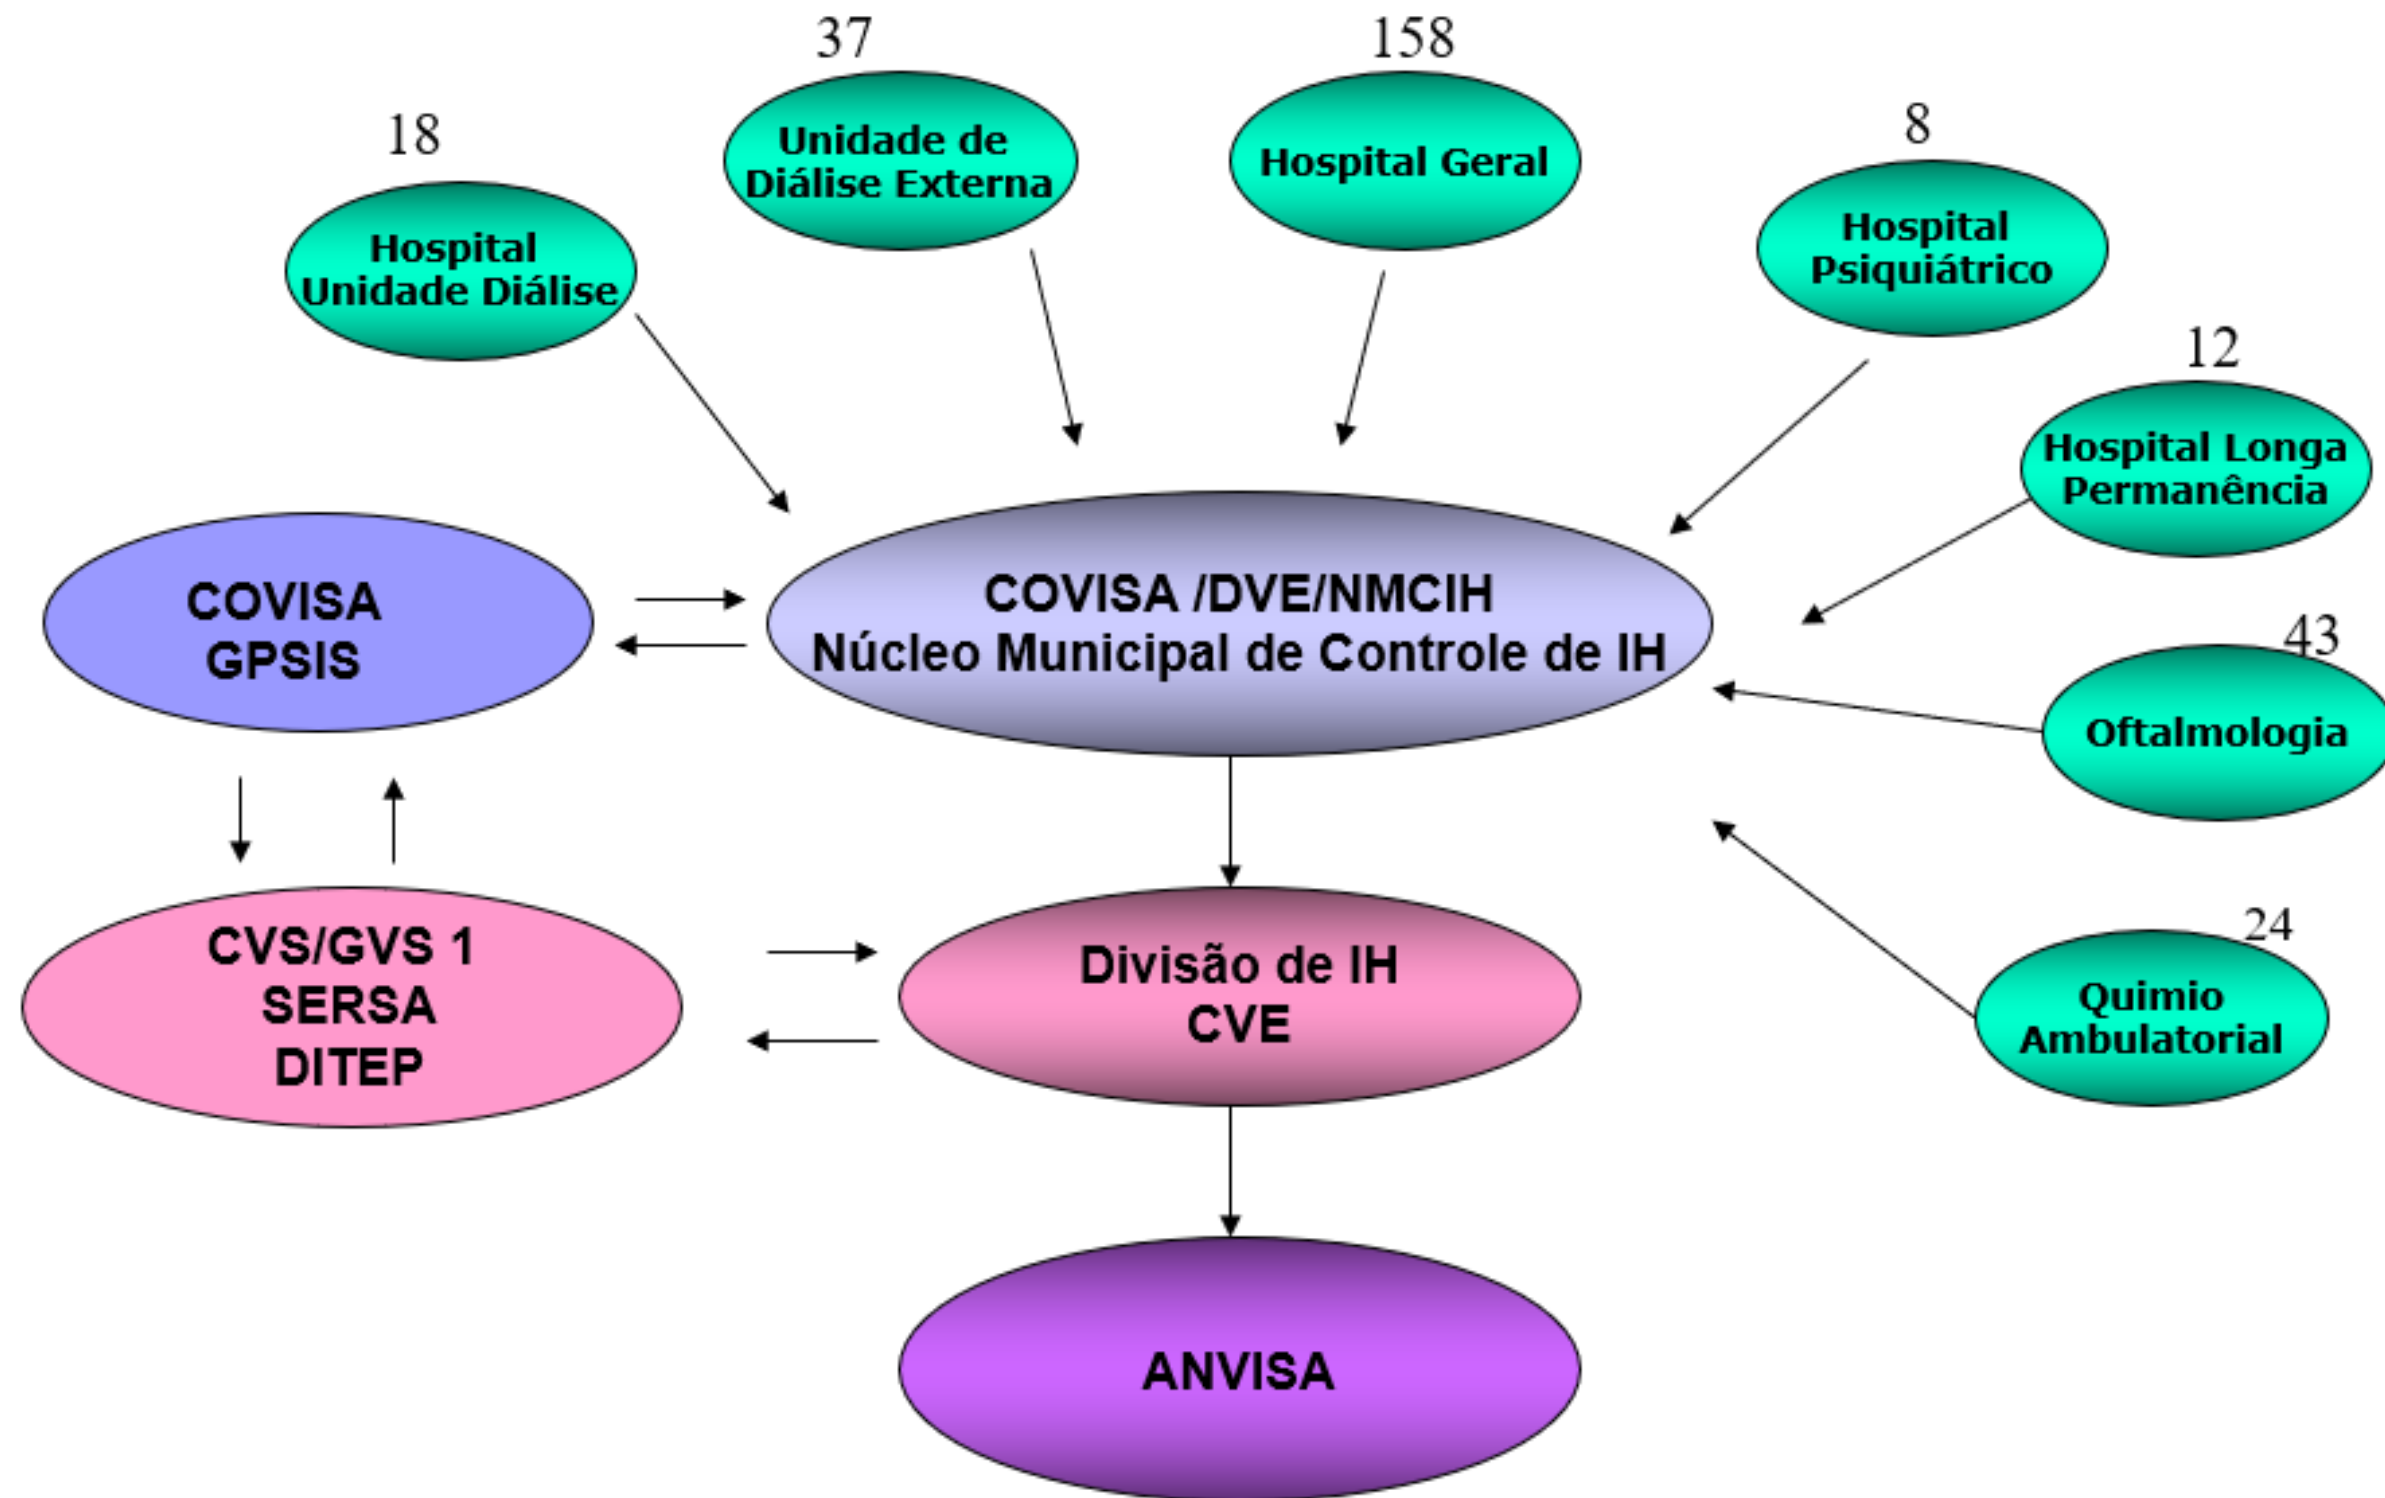 37
158
18
Unidade de
Diálise Externa
Hospital Geral
8
Hospital
Psiquiátrico
Hospital
Unidade Diálise
12
Hospital Longa
Permanência
COVISA
GPSIS
COVISA /DVE/NMCIH
Núcleo Municipal de Controle de IH
43
Oftalmologia
CVS/GVS 1
SERSA
DITEP
Divisão de IH
CVE
24
Quimio
Ambulatorial
ANVISA